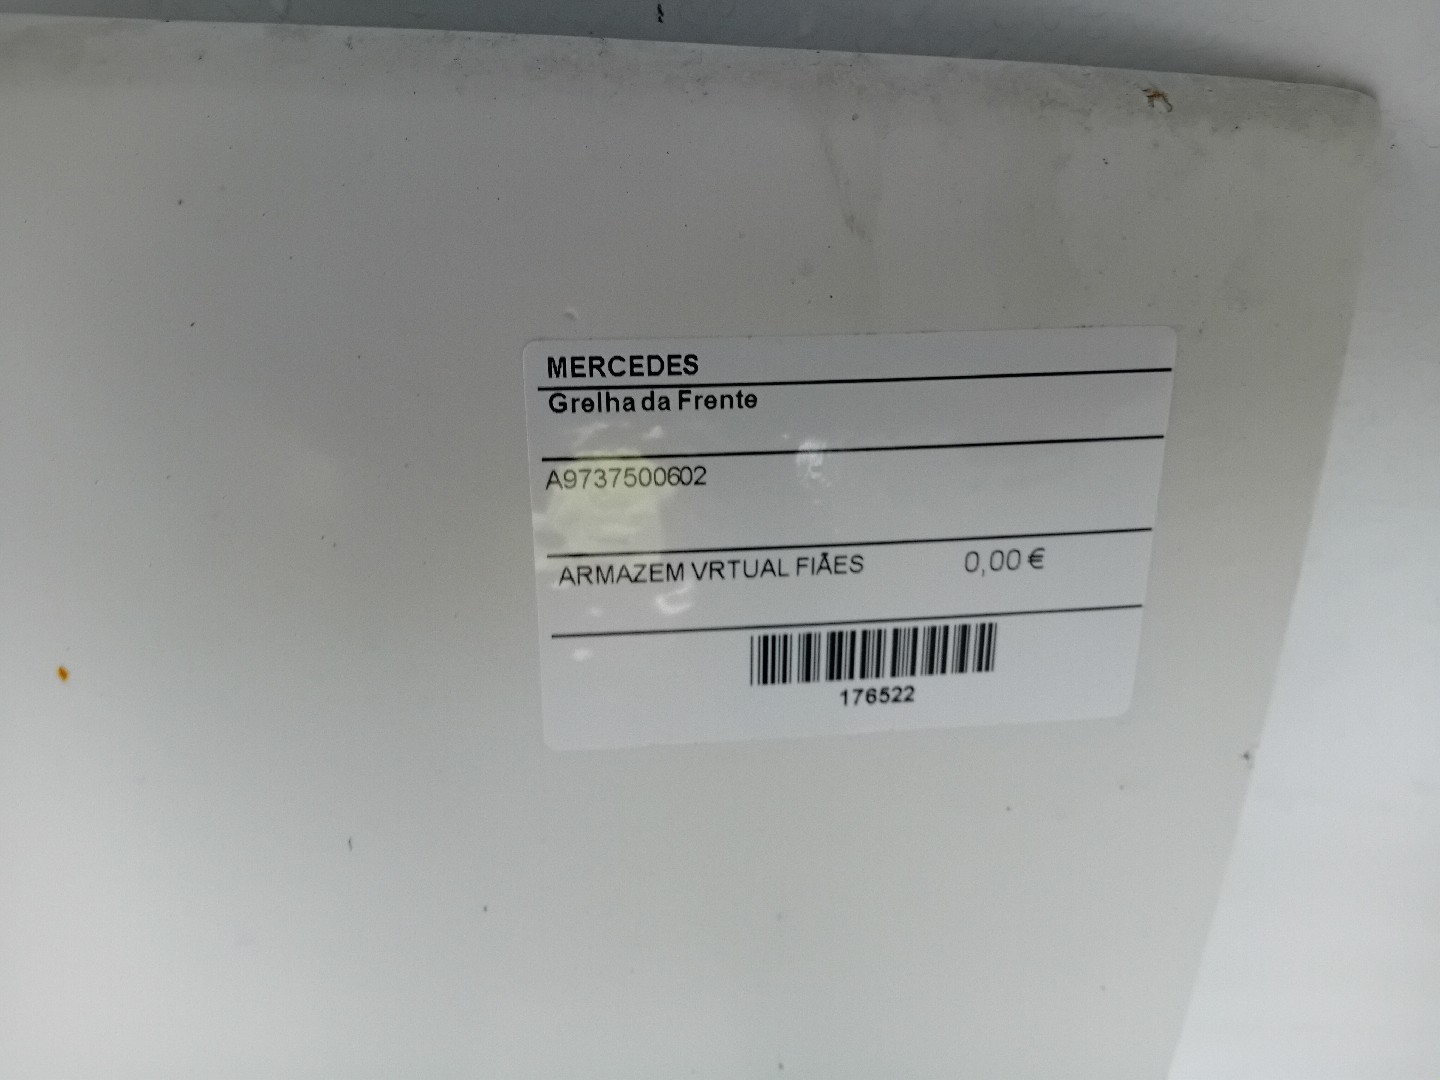 MERCEDES
Grelha da Frente
A9737500602
ARMAZEM VRTUAL FIÃES 0,00 €
176522